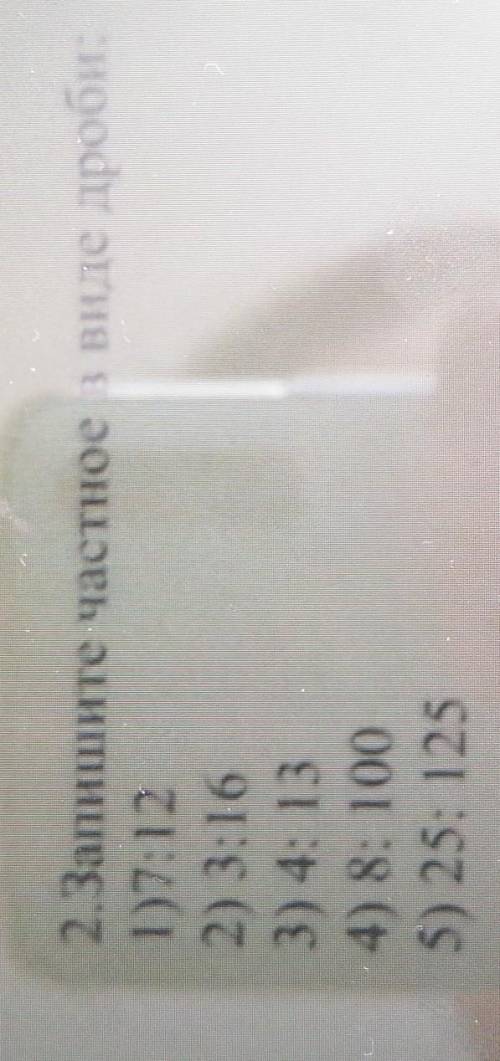 2.Запишите частное в виде дроби:
1)7:12
2) 3:16
3) 4: 13
4) 8: 100
5) 25: 125